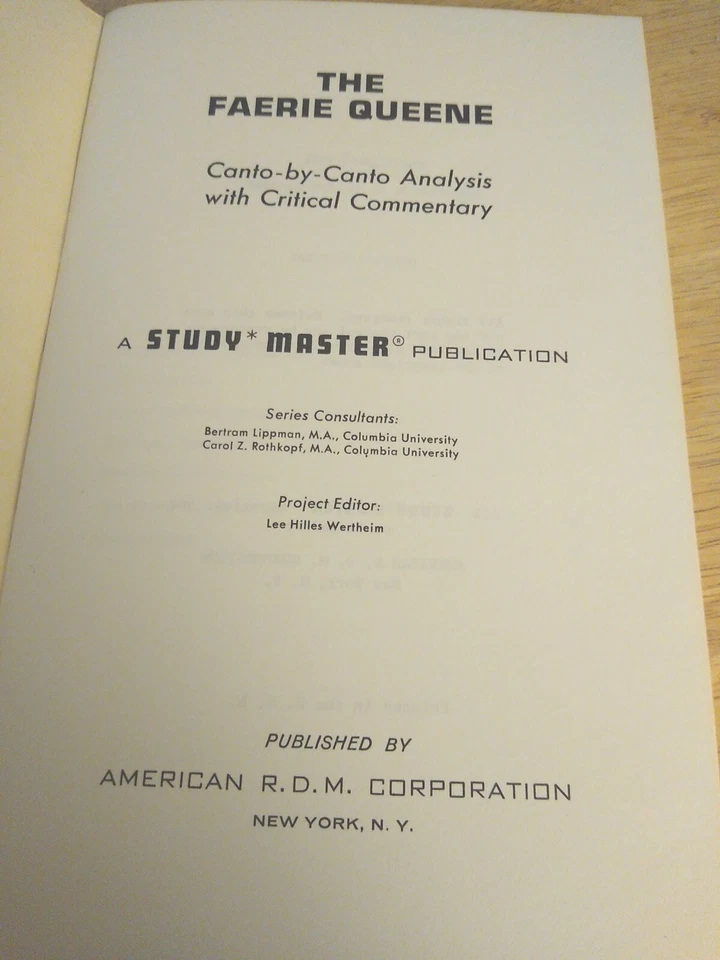 THE
FAERIE QUEENE
Canto-by-Canto Analysis
with Critical Commentary
A STUDY * MASTER® PUBLICATION
Series Consultants:
Bertram Lippman, M.A., Columbia University
Carol Z. Rothkopf, M.A., Columbia University
Project Editor:
Lee Hilles Wertheim
PUBLISHED BY
AMERICAN R.D.M. CORPORATION
NEW YORK, N. Y.